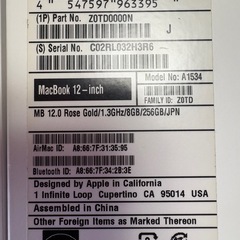 4 "547597"963395
(1P) Part No. Z0TD0000N
J
(S) Serial No. C02RL032H3R6
MacBook 12-inch
Model: A1534
FAMILY ID: Z0TD
MB 12.0 Rose Gold/1.3GHz/8GB/256GB/JPN
AirMac ID: A8:66:7F:31:35:95
Bluetooth ID: A8:66:7F:34:2B:3E
Designed by Apple in California
1 Infinite Loop Cupertino CA 95014 USA
Assembled in China
Other Foreign Items as Marked Thereon